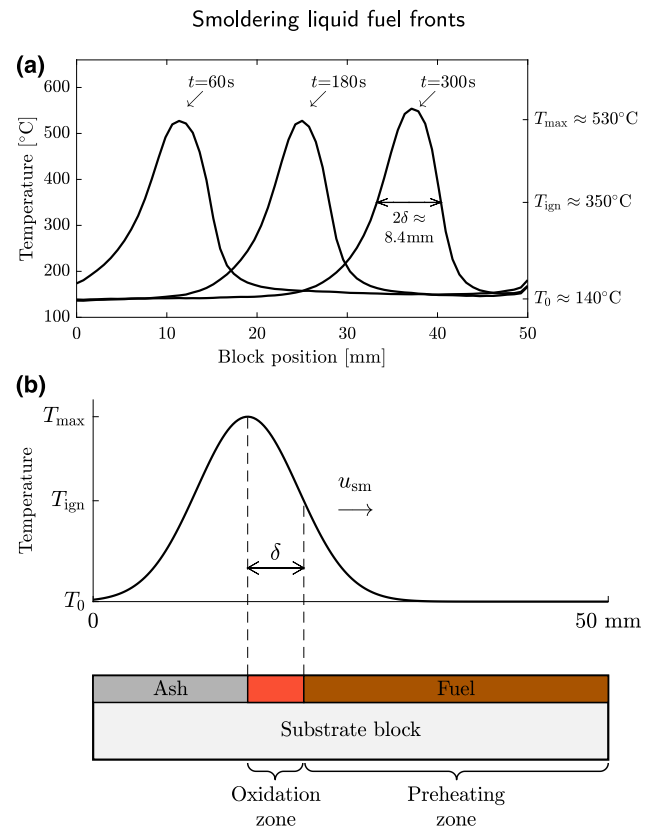 Smoldering liquid fuel fronts
(a)
t=60s
t=180s
t=300s
600
500
400
300
200
100
Temperature [°C]
2δ ≈
8.4mm
T_max ≈ 530°C
T_ign ≈ 350°C
T_0 ≈ 140°C
0
10
20
30
40
50
Block position [mm]
(b)
T_max
T_ign
T_0
Temperature
u_sm
δ
0
50 mm
Ash
Fuel
Substrate block
Oxidation
zone
Preheating
zone